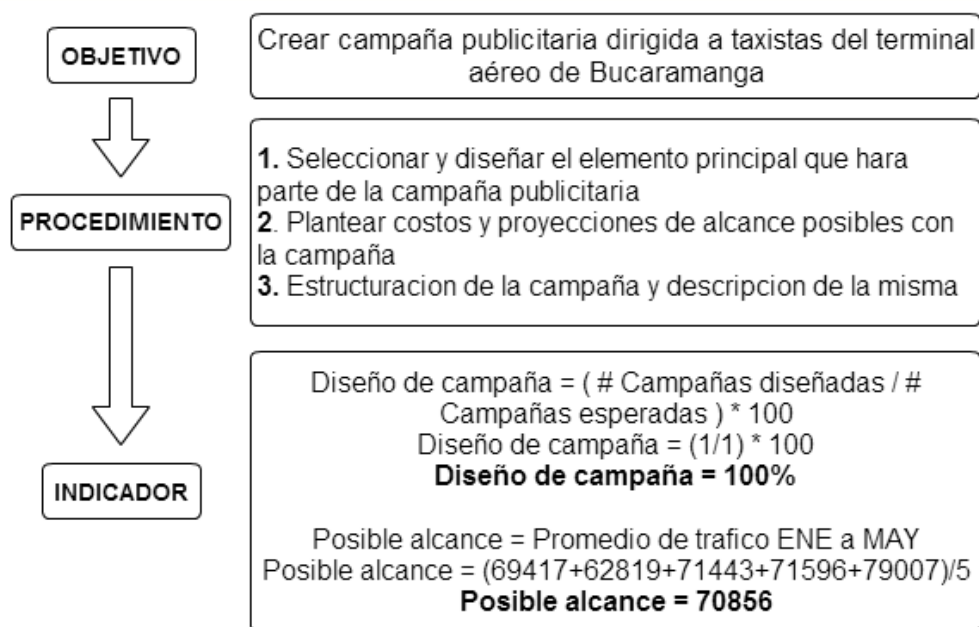 OBJETIVO
Crear campaña publicitaria dirigida a taxistas del terminal
aéreo de Bucaramanga
PROCEDIMIENTO
1. Seleccionar y diseñar el elemento principal que hara
parte de la campaña publicitaria
2. Plantear costos y proyecciones de alcance posibles con
la campaña
3. Estructuracion de la campaña y descripcion de la misma
INDICADOR
Diseño de campaña = ( # Campañas diseñadas / #
Campañas esperadas ) * 100
Diseño de campaña = (1/1) * 100
Diseño de campaña = 100%
Posible alcance = Promedio de trafico ENE a MAY
Posible alcance = (69417+62819+71443+71596+79007)/5
Posible alcance = 70856